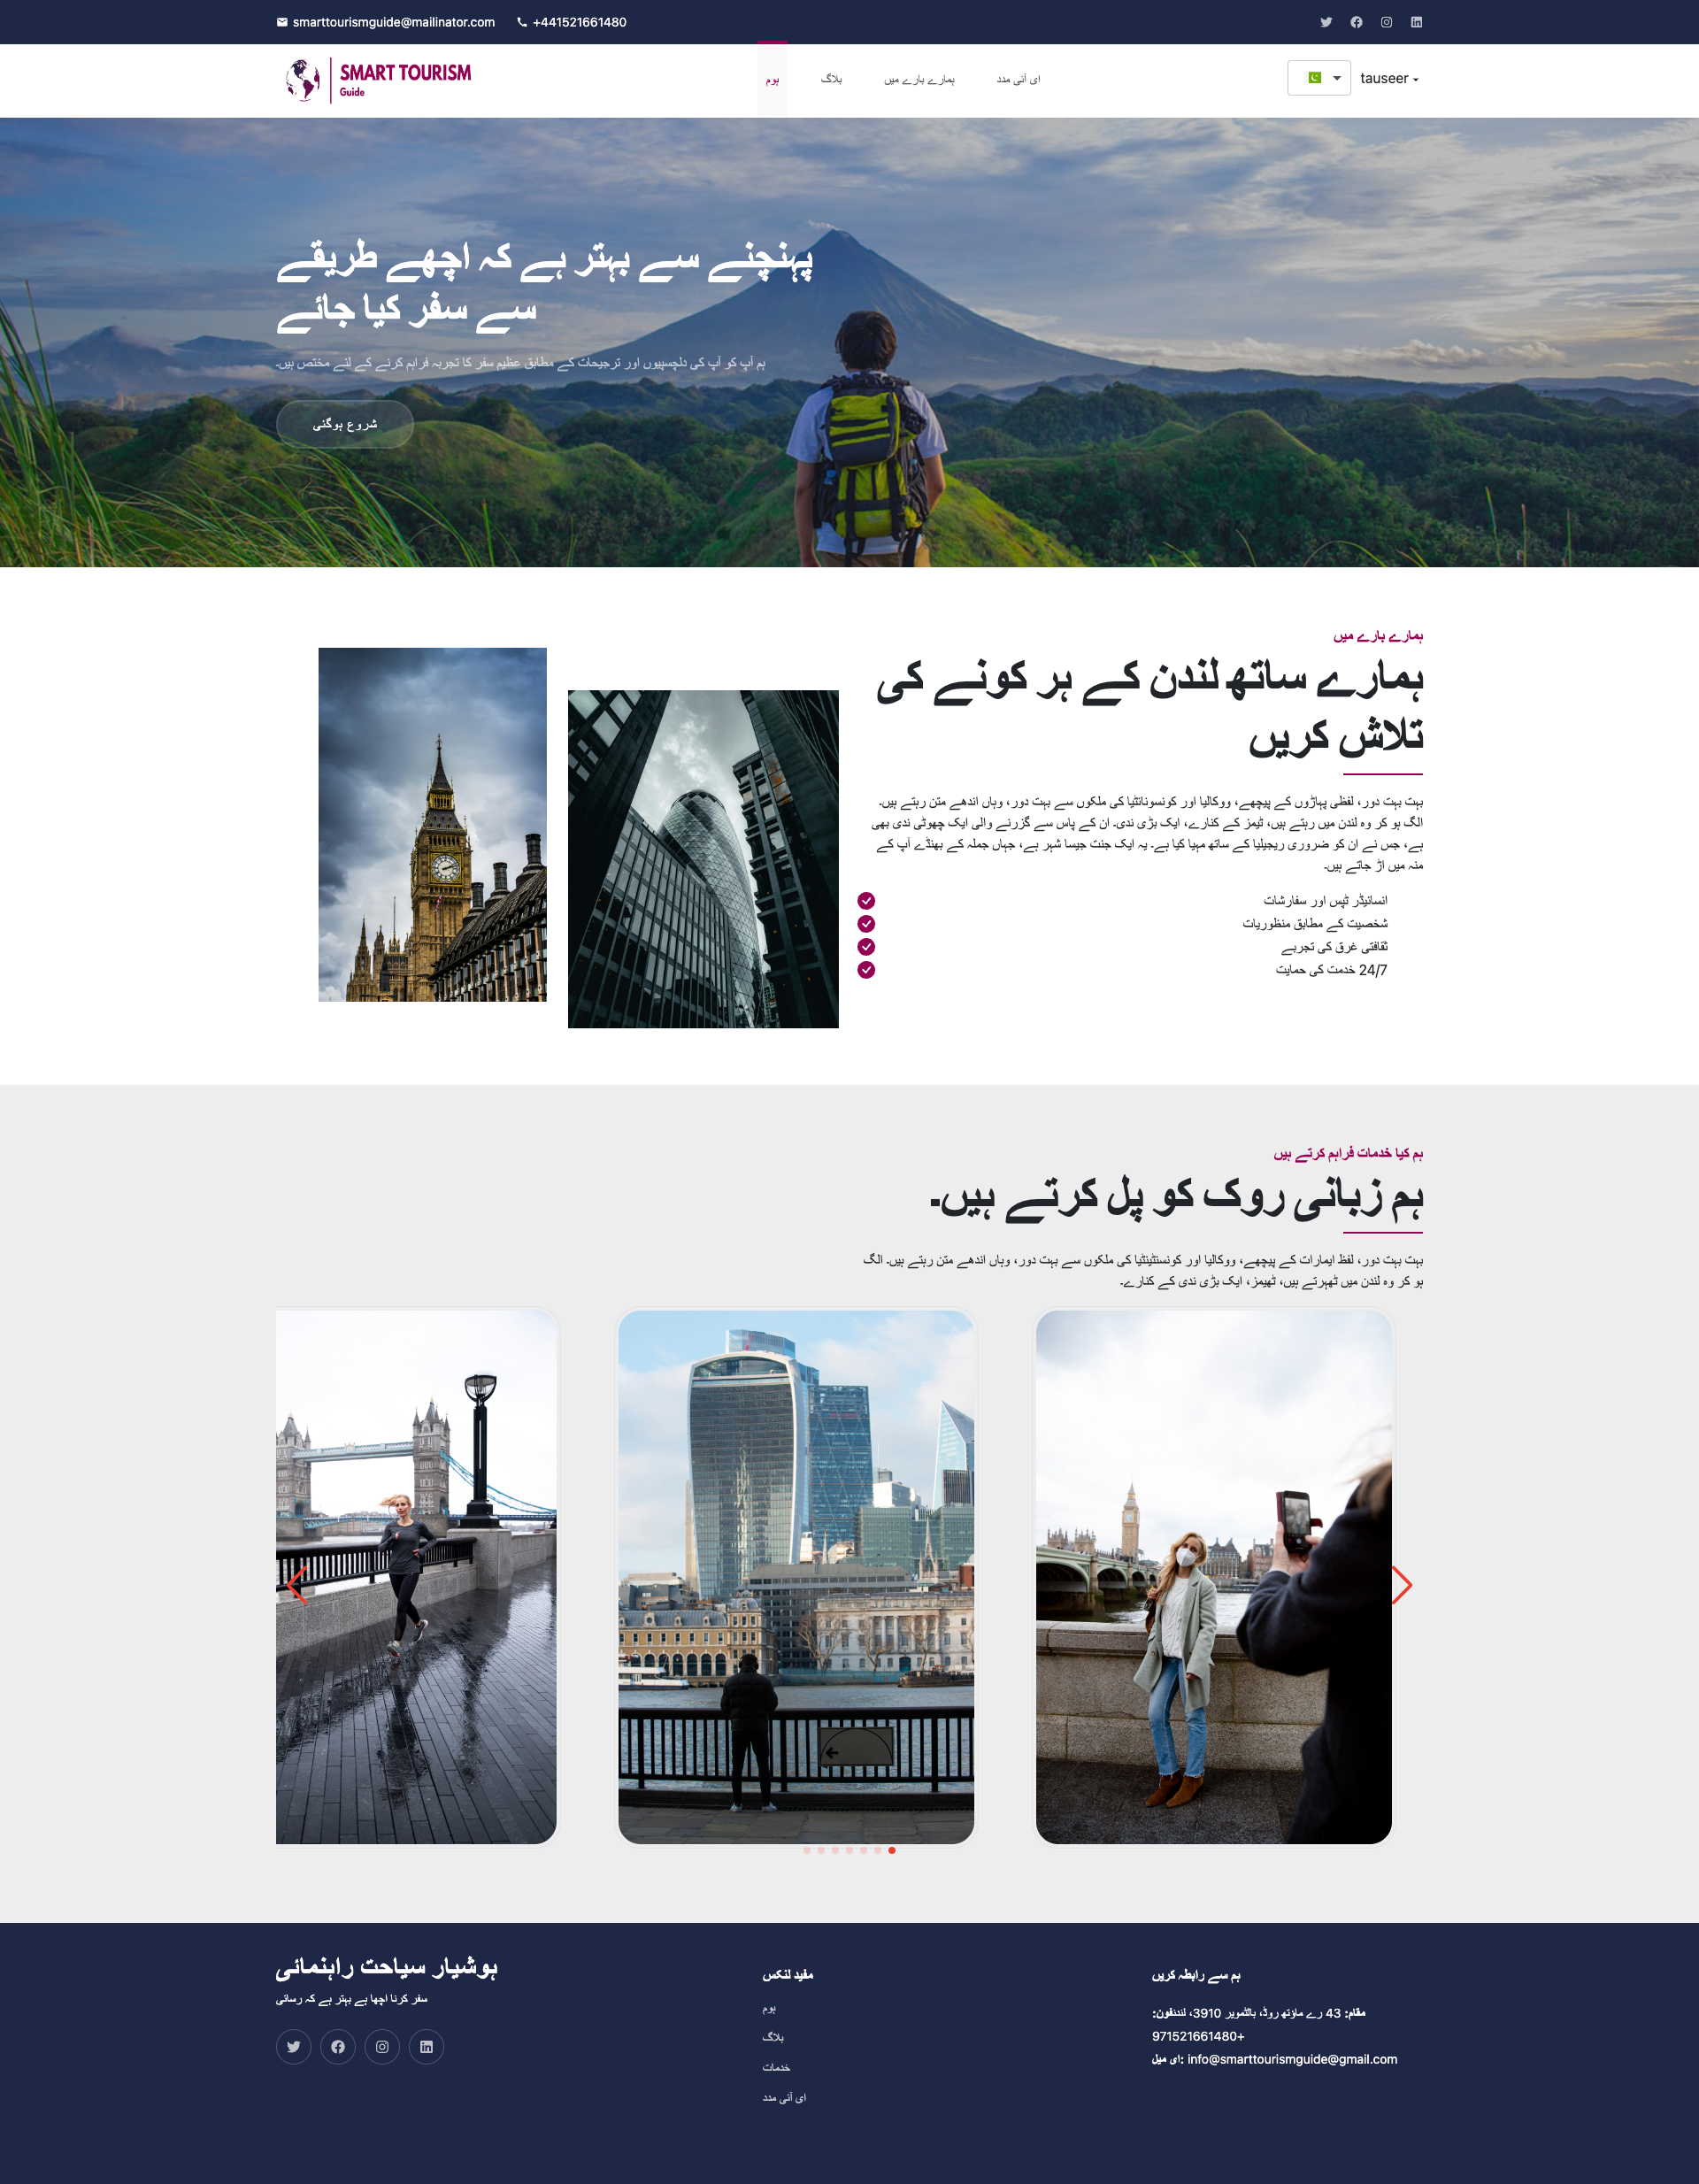 smarttourismguide@mailinator.com +441521661480
SMART TOURISM
Guide
ہوم
بلاگ
ہمارے بارے میں
ای آئی مدد
tauseer
پہنچنے سے بہتر ہے کہ اچھے طریقے
سے سفر کیا جائے
ہم آپ کو آپ کی دلچسپیوں اور ترجیحات کے مطابق عظیم سفر کا تجربہ فراہم کرنے کے لئے مختص ہیں۔
شروع ہوگئی
ہمارے بارے میں
ہمارے ساتھ لندن کے ہر کونے کی
تلاش کریں
بہت بہت دور، لفظی پہاڑوں کے پیچھے، ووکالیا اور کونسونانٹیا کی ملکوں سے بہت دور، وہاں اندھے متن رہتے ہیں۔
الگ ہو کر وہ لندن میں رہتے ہیں، ٹیمز کے کنارے، ایک بڑی ندی۔ ان کے پاس سے گزرنے والی ایک چھوٹی ندی بھی
ہے، جس نے ان کو ضروری ریجیلیا کے ساتھ مہیا کیا ہے۔ یہ ایک جنت جیسا شہر ہے، جہاں جملہ کے بھنڈے آپ کے
منہ میں اڑ جاتے ہیں۔
انسائیڈر ٹپس اور سفارشات
شخصیت کے مطابق منظوریات
ثقافتی غرق کی تجربے
24/7 خدمت کی حمایت
ہم کیا خدمات فراہم کرتے ہیں
ہم زبانی روک کو پل کرتے ہیں۔
بہت بہت دور، لفظ ایمارات کے پیچھے، ووکالیا اور کونسنٹینٹیا کی ملکوں سے بہت دور، وہاں اندھے متن رہتے ہیں۔ الگ
ہو کر وہ لندن میں ٹھہرتے ہیں، ٹھیمز، ایک بڑی ندی کے کنارے۔
ہوشیار سیاحت راہنمائی
سفر کرنا اچھا ہے بہتر ہے کہ رسائی
مفید لنکس
ہوم
بلاگ
خدمات
ای آئی مدد
ہم سے رابطہ کریں
مقام: 43 رے ماؤتھ روڈ، بالٹمویر 3910، لندنفون:
971521661480+
ای میل: info@smarttourismguide@gmail.com